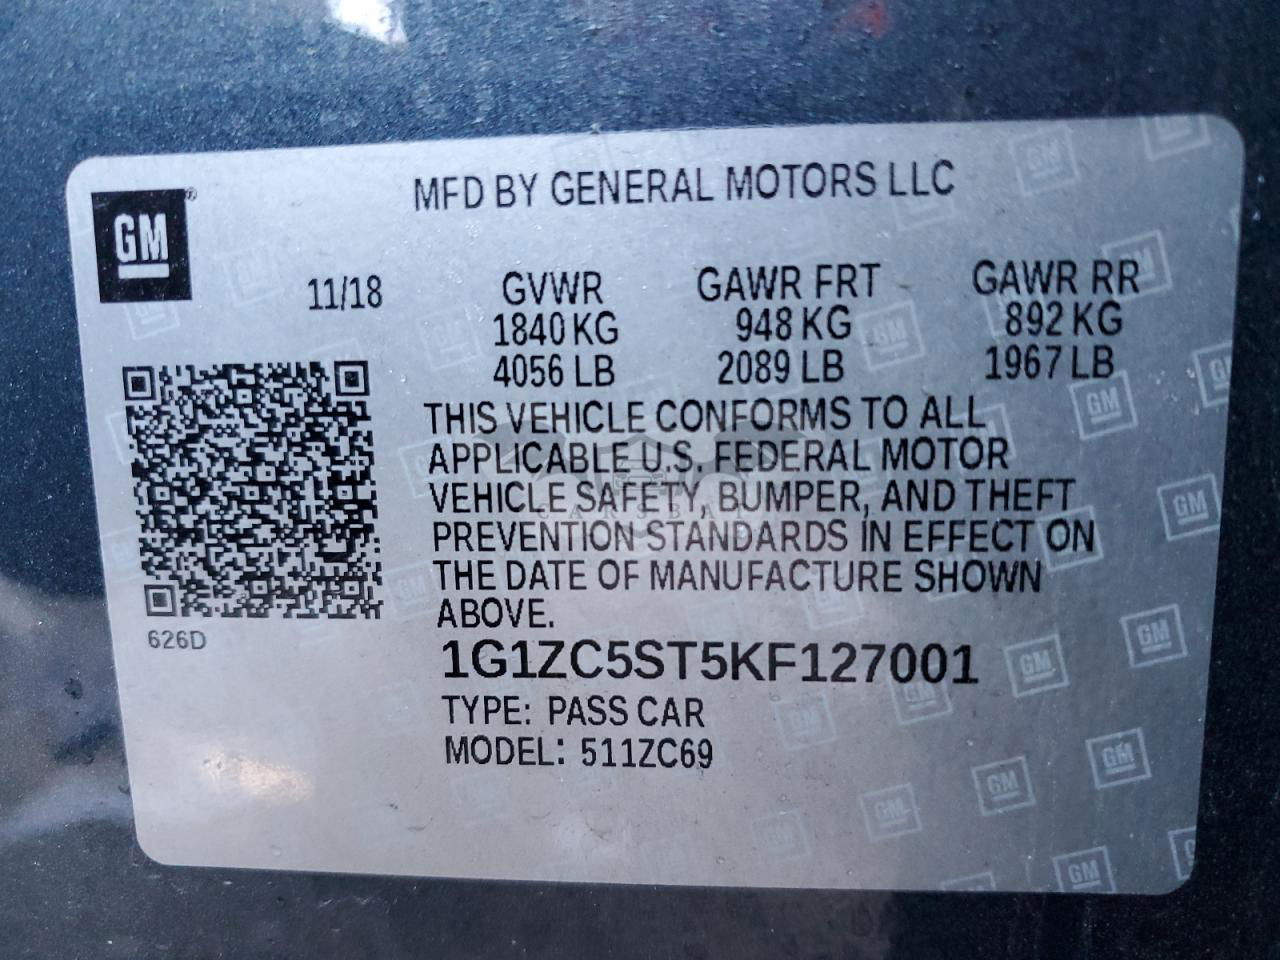 MFD BY GENERAL MOTORS LLC
GM
11/18
GVWR GAWR FRT GAWR RR
1840 KG 948 KG 892 KG
4056 LB 2089 LB 1967 LB
THIS VEHICLE CONFORMS TO ALL
APPLICABLE U.S. FEDERAL MOTOR
VEHICLE SAFETY, BUMPER, AND THEFT
PREVENTION STANDARDS IN EFFECT ON
THE DATE OF MANUFACTURE SHOWN
ABOVE.
626D
1G1ZC5ST5KF127001
TYPE: PASS CAR
MODEL: 511ZC69